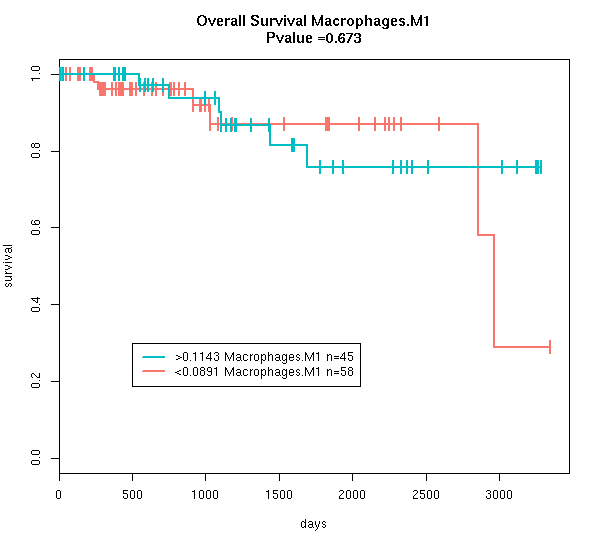 Overall Survival Macrophages.M1
Pvalue =0.673
survival
1.0
0.8
0.6
0.4
0.2
0.0
>0.1143 Macrophages.M1 n=45
<0.0891 Macrophages.M1 n=58
0 500 1000 1500 2000 2500 3000
days